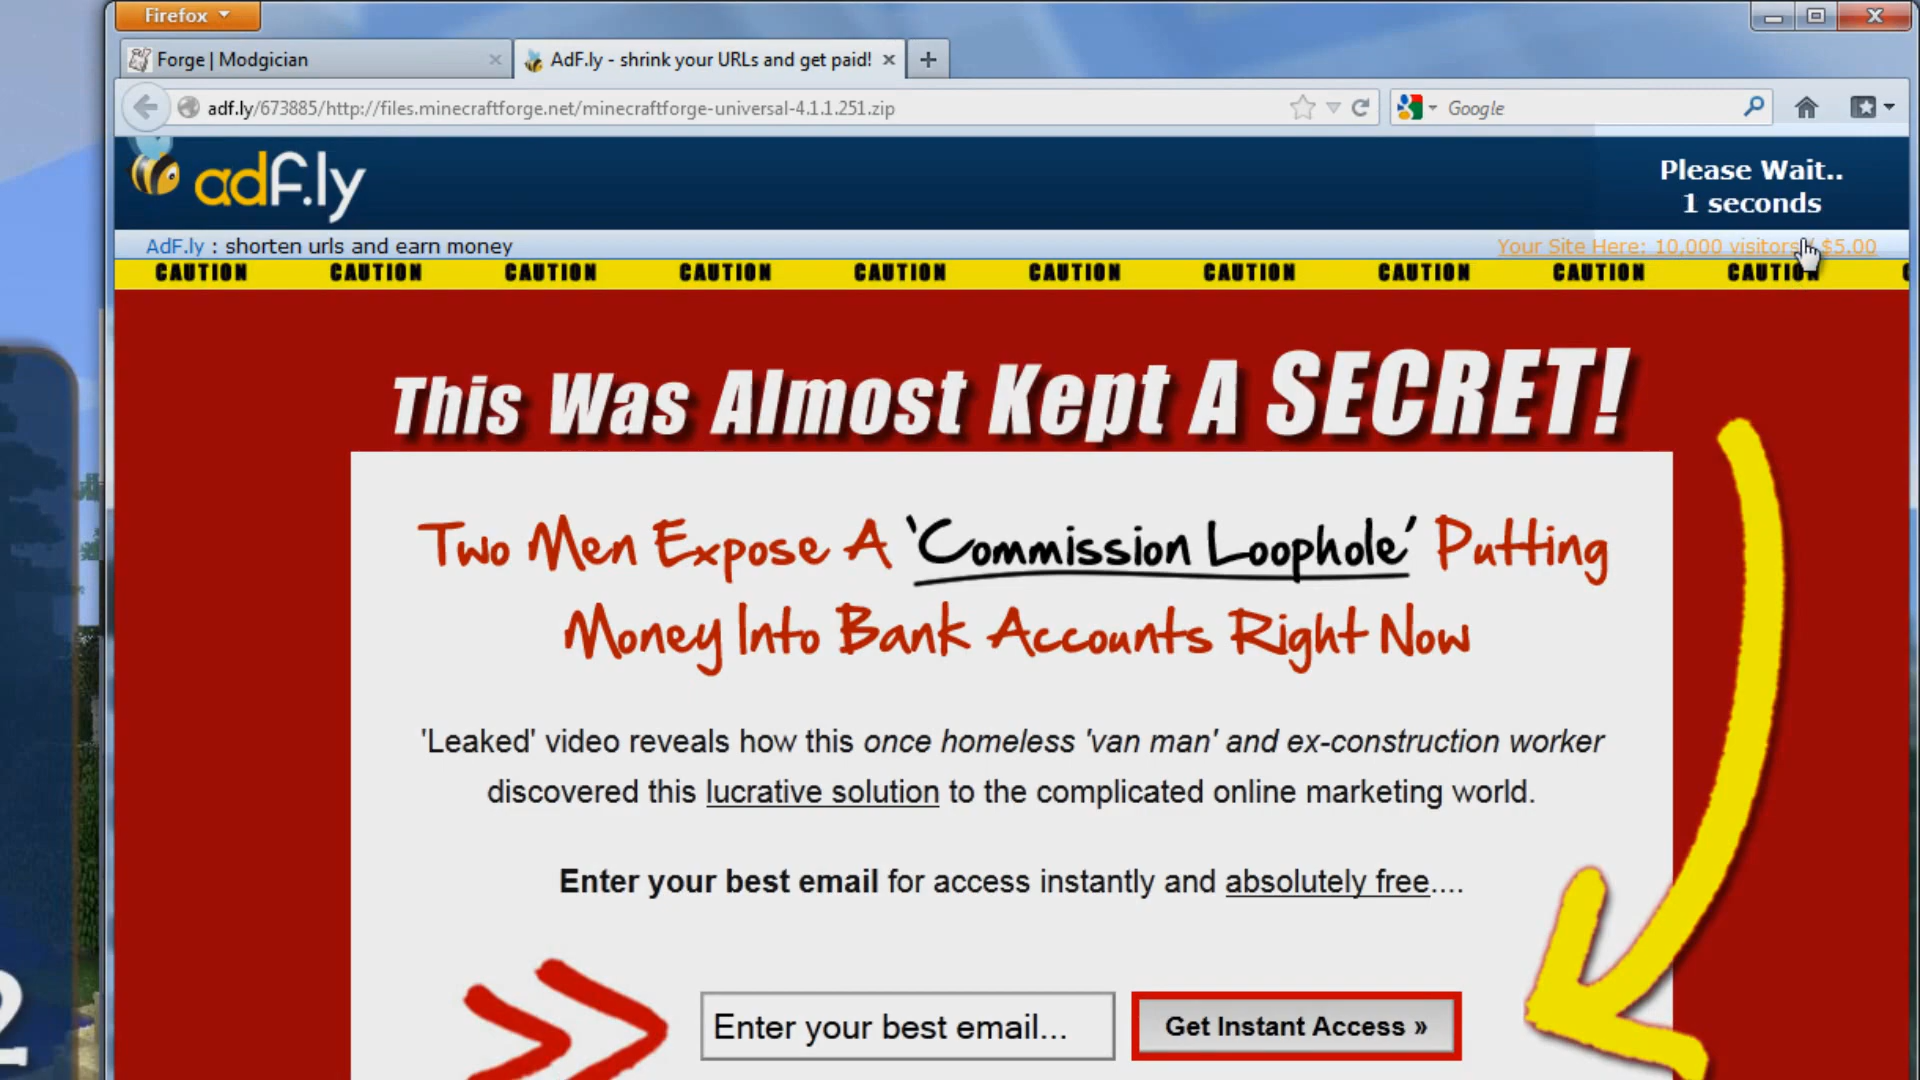 Firefox
Forge | Modgician
AdF.ly - shrink your URLs and get paid!
adf.ly/673885/http://files.minecraftforge.net/minecraftforge-universal-4.1.1.251.zip
Google
adf.ly
Please Wait..
1 seconds
AdF.ly : shorten urls and earn money
Your Site Here: 10,000 visitors / $5.00
CAUTION CAUTION CAUTION CAUTION CAUTION CAUTION CAUTION CAUTION CAUTION CAUTION
This Was Almost Kept A SECRET!
Two Men Expose A 'Commission Loophole' Putting
Money Into Bank Accounts Right Now
'Leaked' video reveals how this once homeless 'van man' and ex-construction worker
discovered this lucrative solution to the complicated online marketing world.
Enter your best email for access instantly and absolutely free....
Enter your best email...
Get Instant Access »
2